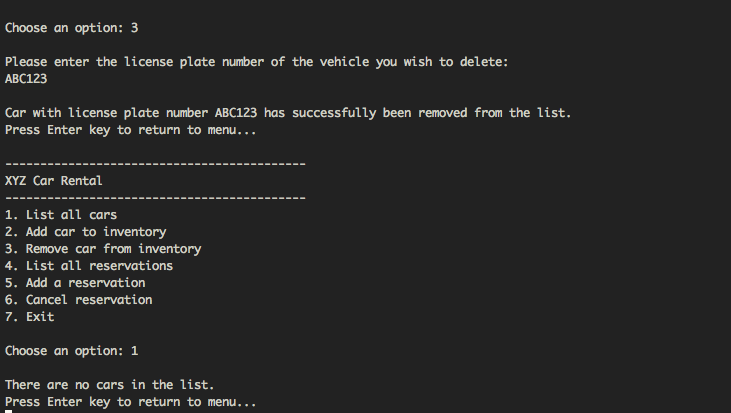 Choose an option: 3
Please enter the license plate number of the vehicle you wish to delete:
ABC123
Car with license plate number ABC123 has successfully been removed from the list.
Press Enter key to return to menu...
-------------------------------------------
XYZ Car Rental
-------------------------------------------
1. List all cars
2. Add car to inventory
3. Remove car from inventory
4. List all reservations
5. Add a reservation
6. Cancel reservation
7. Exit
Choose an option: 1
There are no cars in the list.
Press Enter key to return to menu...